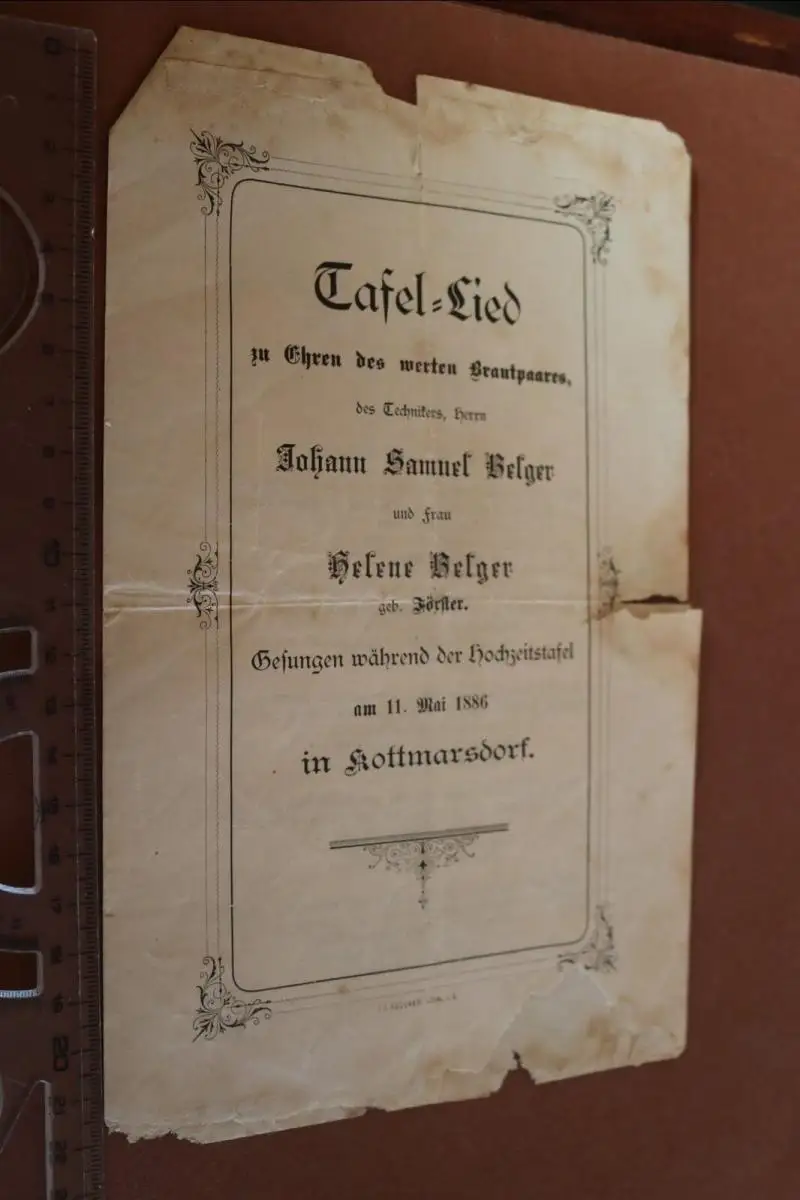 Tafel=Lied
zu Ehren des werten Brautpaares,
des Technikers, Herrn
Johann Samuel Belger
und Frau
Helene Belger
geb. Förster.
Gesungen während der Hochzeitstafel
am 11. Mai 1886
in Kottmarsdorf.